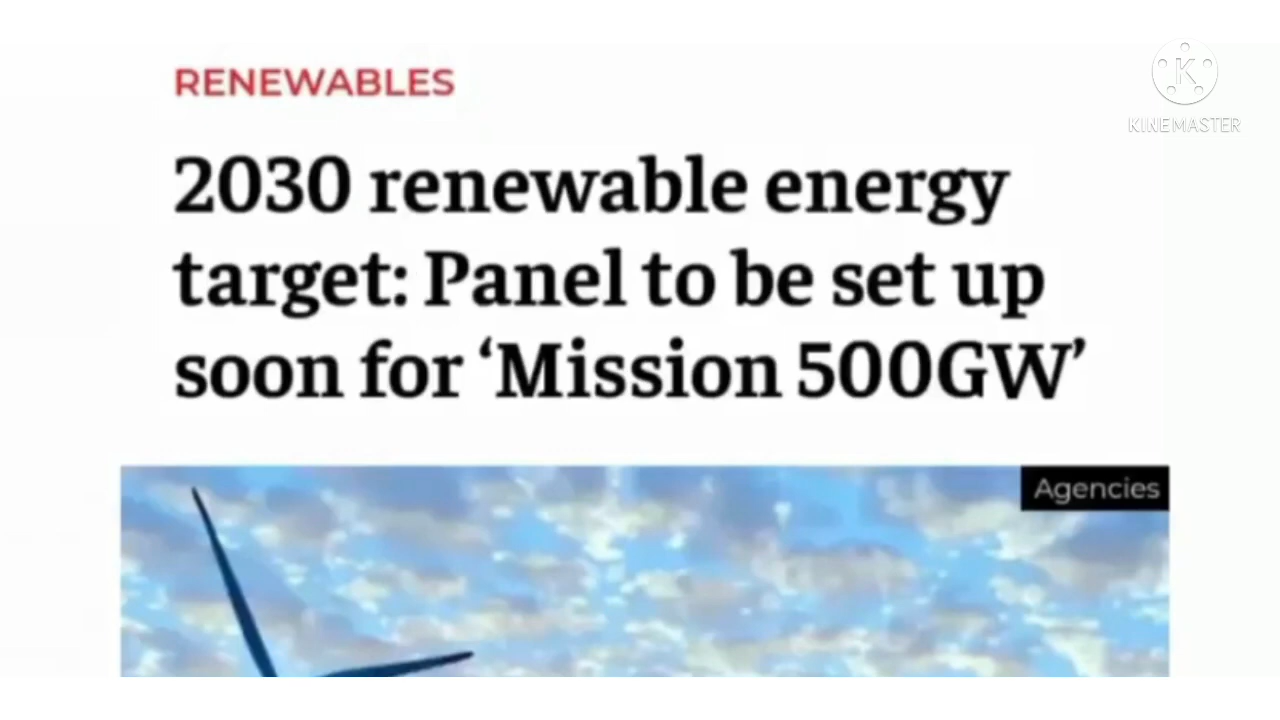 RENEWABLES
K
KINEMASTER
2030 renewable energy
target: Panel to be set up
soon for ‘Mission 500GW’
Agencies